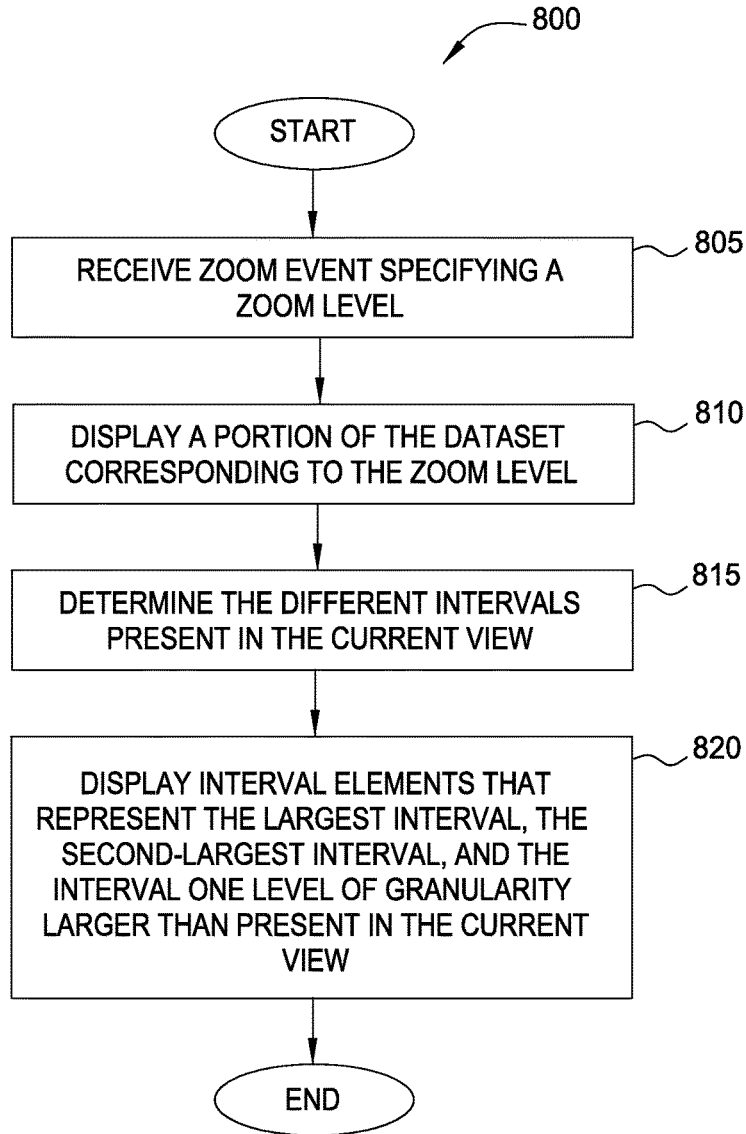 800
START
805
RECEIVE ZOOM EVENT SPECIFYING A
ZOOM LEVEL
810
DISPLAY A PORTION OF THE DATASET
CORRESPONDING TO THE ZOOM LEVEL
815
DETERMINE THE DIFFERENT INTERVALS
PRESENT IN THE CURRENT VIEW
820
DISPLAY INTERVAL ELEMENTS THAT
REPRESENT THE LARGEST INTERVAL, THE
SECOND-LARGEST INTERVAL, AND THE
INTERVAL ONE LEVEL OF GRANULARITY
LARGER THAN PRESENT IN THE CURRENT
VIEW
END